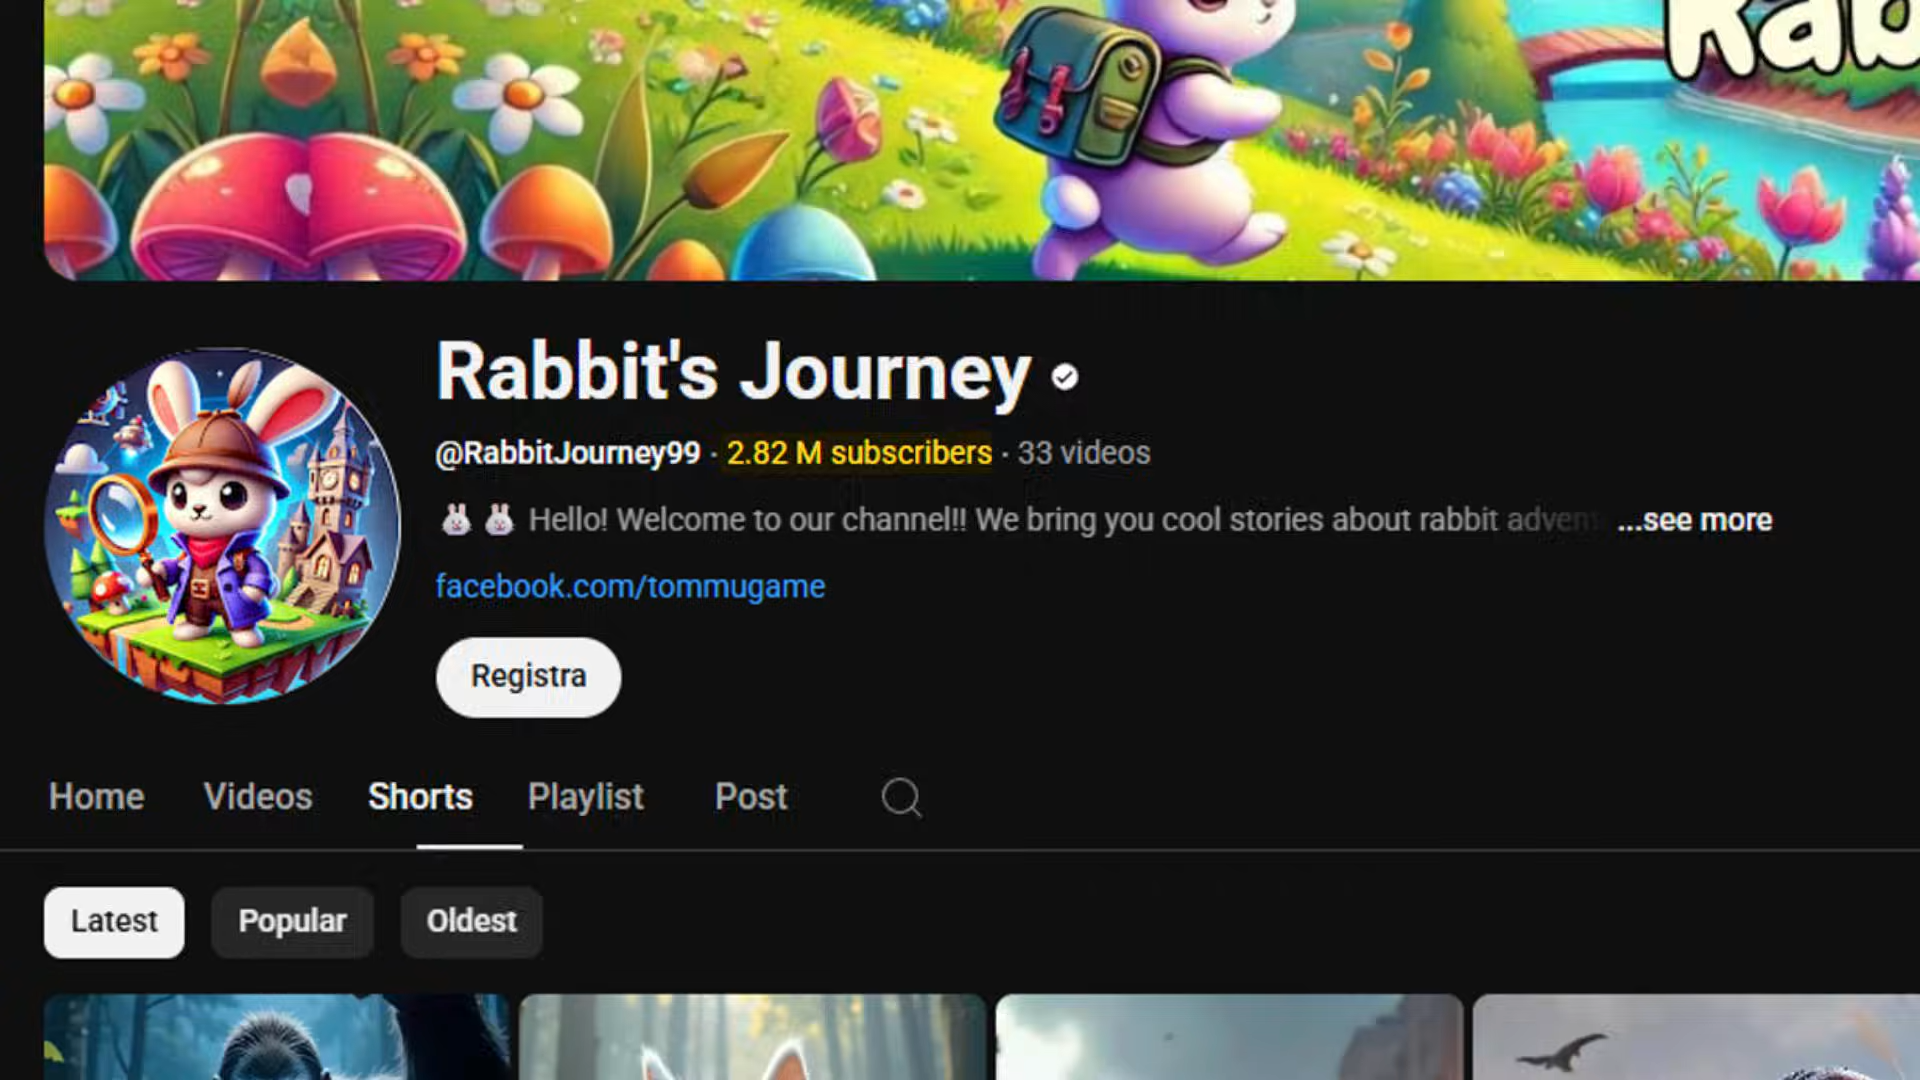 Rab
Rabbit's Journey
@RabbitJourney99 · 2.82 M subscribers · 33 videos
🐰 🐰 Hello! Welcome to our channel!! We bring you cool stories about rabbit ...see more
facebook.com/tommugame
Registra
Home Videos Shorts Playlist Post
Latest Popular Oldest